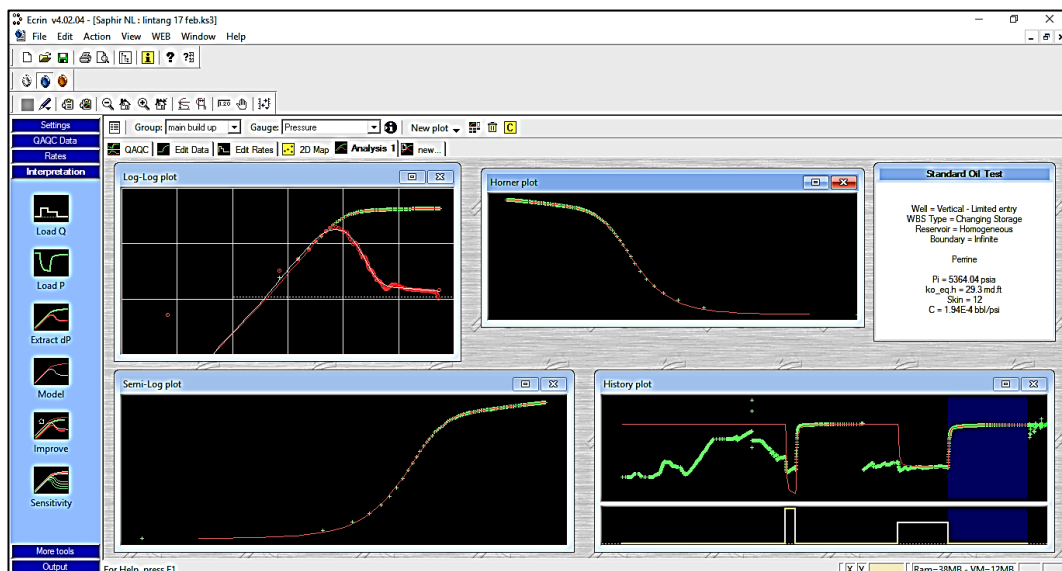 Ecrin v4.02.04 - [Saphir NL : lintang 17 feb.ks3]
File Edit Action View WEB Window Help
Settings
QAQC Data
Rates
Interpretation
Load Q
Load P
Extract dP
Model
Improve
Sensitivity
More tools
Output
Group: main build up Gauge: Pressure New plot C
QAQC Edit Data Edit Rates 2D Map Analysis 1 new...
Log-Log plot
Horner plot
Standard Oil Test
Well = Vertical - Limited entry
WBS Type = Changing Storage
Reservoir = Homogeneous
Boundary = Infinite
Perrine
Pi = 5364.04 psia
ko_eq.h = 29.3 md.ft
Skin = 12
C = 1.94E-4 bbl/psi
Semi-Log plot
History plot
For Help, press F1
X Y Ram=38MB - VM=12MB